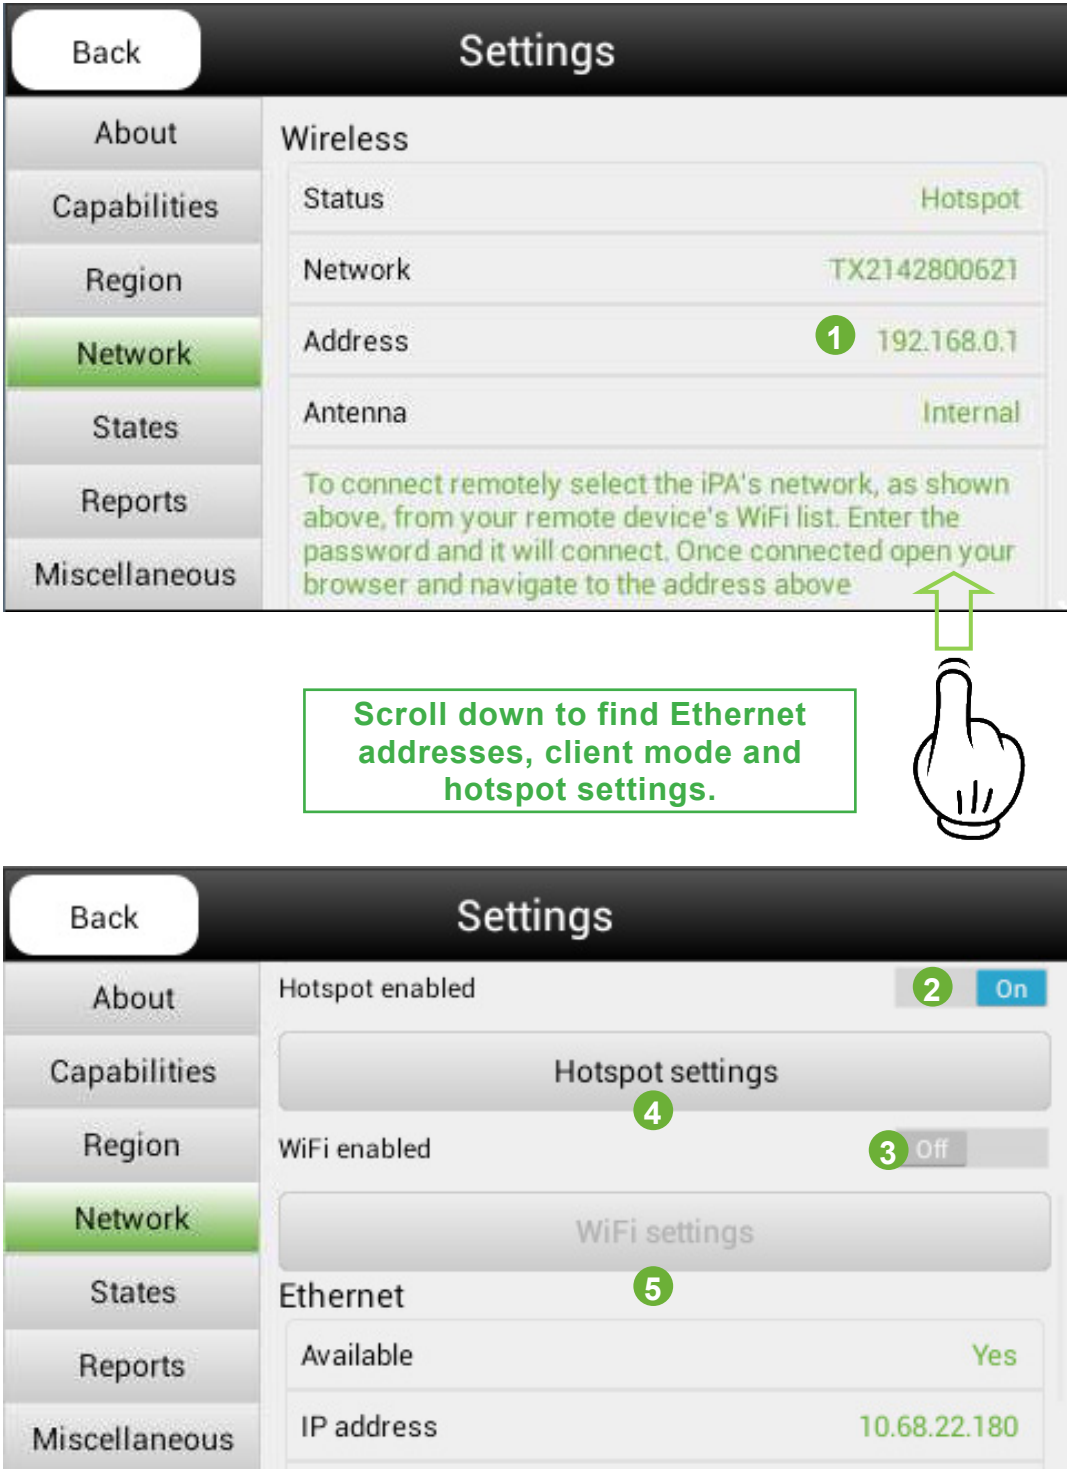 Back
Settings
About
Wireless
Capabilities
Status Hotspot
Region
Network TX2142800621
Network
Address 1 192.168.0.1
States
Antenna Internal
Reports
To connect remotely select the iPA's network, as shown
above, from your remote device's WiFi list. Enter the
password and it will connect. Once connected open your
browser and navigate to the address above
Miscellaneous
Scroll down to find Ethernet
addresses, client mode and
hotspot settings.
Back
Settings
About
Hotspot enabled 2 On
Capabilities
Hotspot settings
4
Region
WiFi enabled 3 Off
Network
WiFi settings
5
States
Ethernet
Reports
Available Yes
Miscellaneous
IP address 10.68.22.180